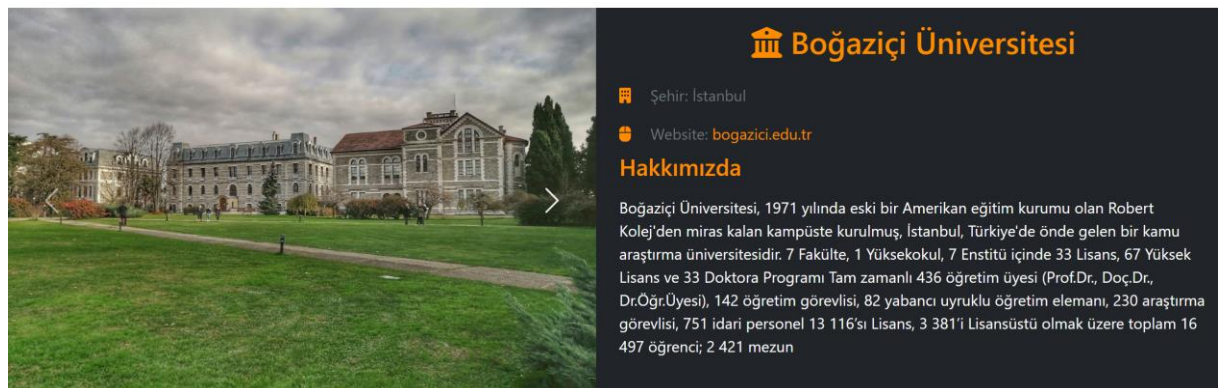 Boğaziçi Üniversitesi
Şehir: İstanbul
Website: bogazici.edu.tr
Hakkımızda
Boğaziçi Üniversitesi, 1971 yılında eski bir Amerikan eğitim kurumu olan Robert
Kolej'den miras kalan kampüste kurulmuş, İstanbul, Türkiye'de önde gelen bir kamu
araştırma üniversitesidir. 7 Fakülte, 1 Yüksekokul, 7 Enstitü içinde 33 Lisans, 67 Yüksek
Lisans ve 33 Doktora Programı Tam zamanlı 436 öğretim üyesi (Prof.Dr., Doç.Dr.,
Dr.Öğr.Üyesi), 142 öğretim görevlisi, 82 yabancı uyruklu öğretim elemanı, 230 araştırma
görevlisi, 751 idari personel 13 116’sı Lisans, 3 381’i Lisansüstü olmak üzere toplam 16
497 öğrenci; 2 421 mezun